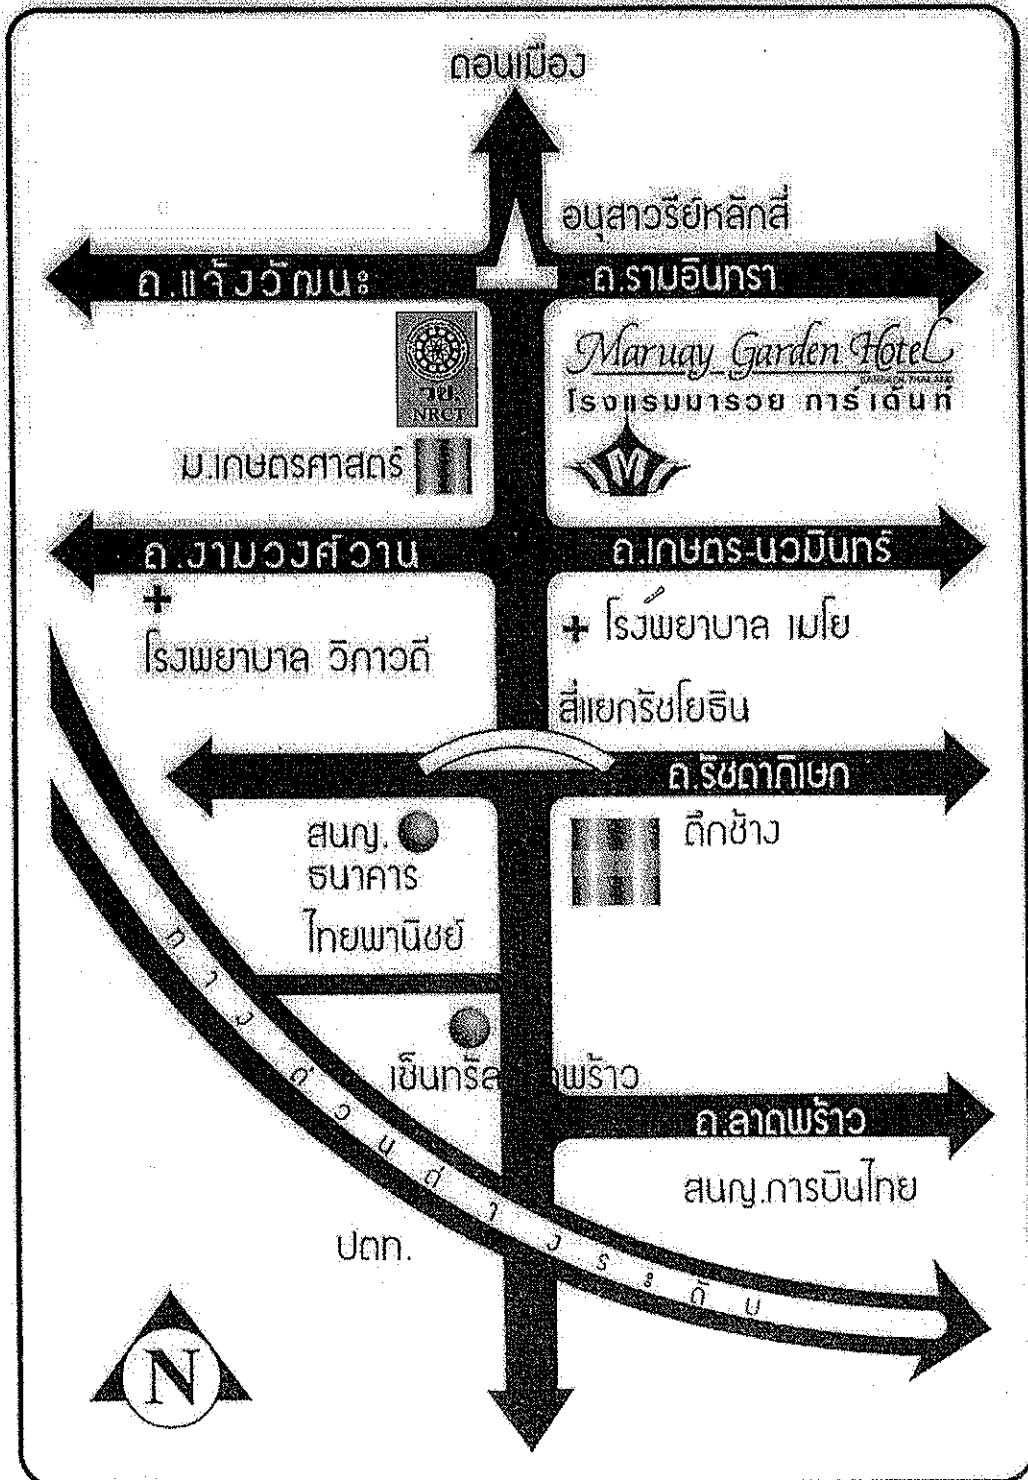 ดอนเมือง
อนุสาวรีย์หลักสี่
ถ.แจ้งวัฒนะ
ถ.รามอินทรา
วช.
NRCT
Maruay Garden Hotel
BANGKOK THAILAND
โรงแรมมารวย การ์เด้นท์
ม.เกษตรศาสตร์
M
ถ.งามวงศ์วาน
ถ.เกษตร-นวมินทร์
+
โรงพยาบาล วิภาวดี
+ โรงพยาบาล เมโย
สี่แยกรัชโยธิน
ถ.รัชดาภิเษก
สนญ.
ธนาคาร
ไทยพานิชย์
ตึกช้าง
เซ็นทรัล พร้าว
ถ.ลาดพร้าว
สนญ.การบินไทย
ทางด่วนต่างระดับ
ปตท.
N